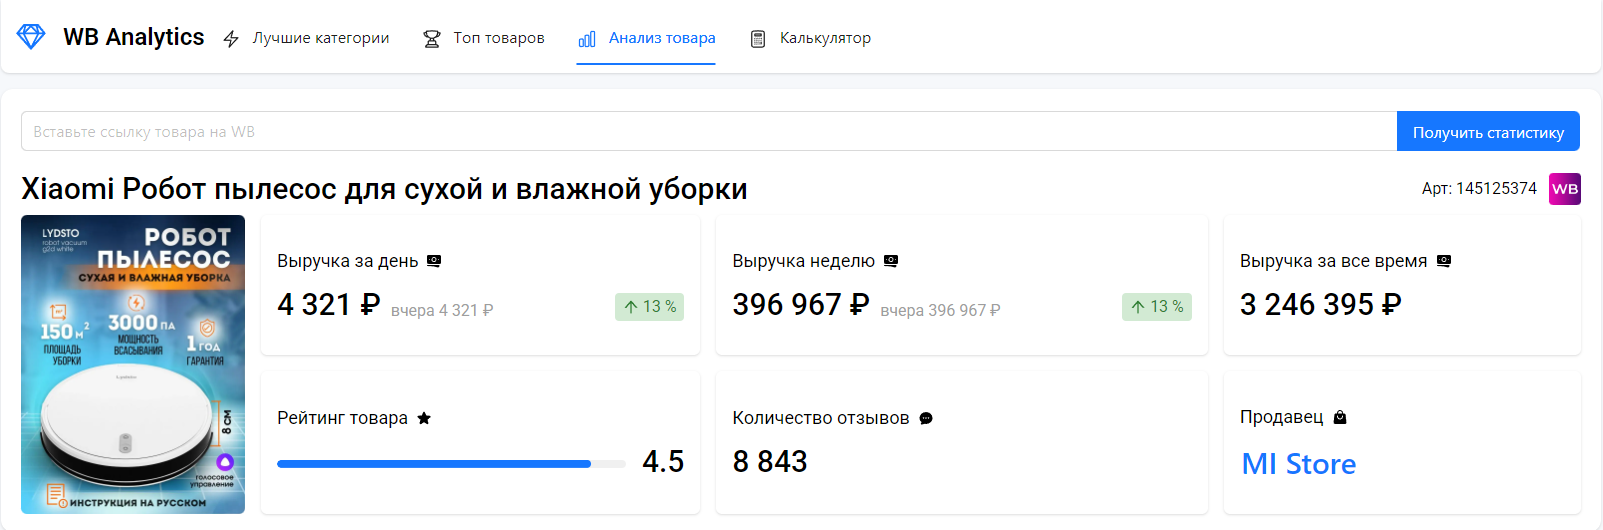 WB Analytics
Лучшие категории
Топ товаров
Анализ товара
Калькулятор
Вставьте ссылку товара на WB
Получить статистику
Xiaomi Робот пылесос для сухой и влажной уборки
Арт: 145125374
WB
LYDSTO
robot vacuum
g2d white
РОБОТ
ПЫЛЕСОС
СУХАЯ И ВЛАЖНАЯ УБОРКА
150 м²
ПЛОЩАДЬ
УБОРКИ
3000 ПА
МОЩНОСТЬ
ВСАСЫВАНИЯ
1 ГОД
ГАРАНТИЯ
Lydsto
8 СМ
ГОЛОСОВОЕ
УПРАВЛЕНИЕ
ИНСТРУКЦИЯ НА РУССКОМ
Выручка за день
4 321 ₽ вчера 4 321 ₽
13 %
Выручка неделю
396 967 ₽ вчера 396 967 ₽
13 %
Выручка за все время
3 246 395 ₽
Рейтинг товара
4.5
Количество отзывов
8 843
Продавец
MI Store